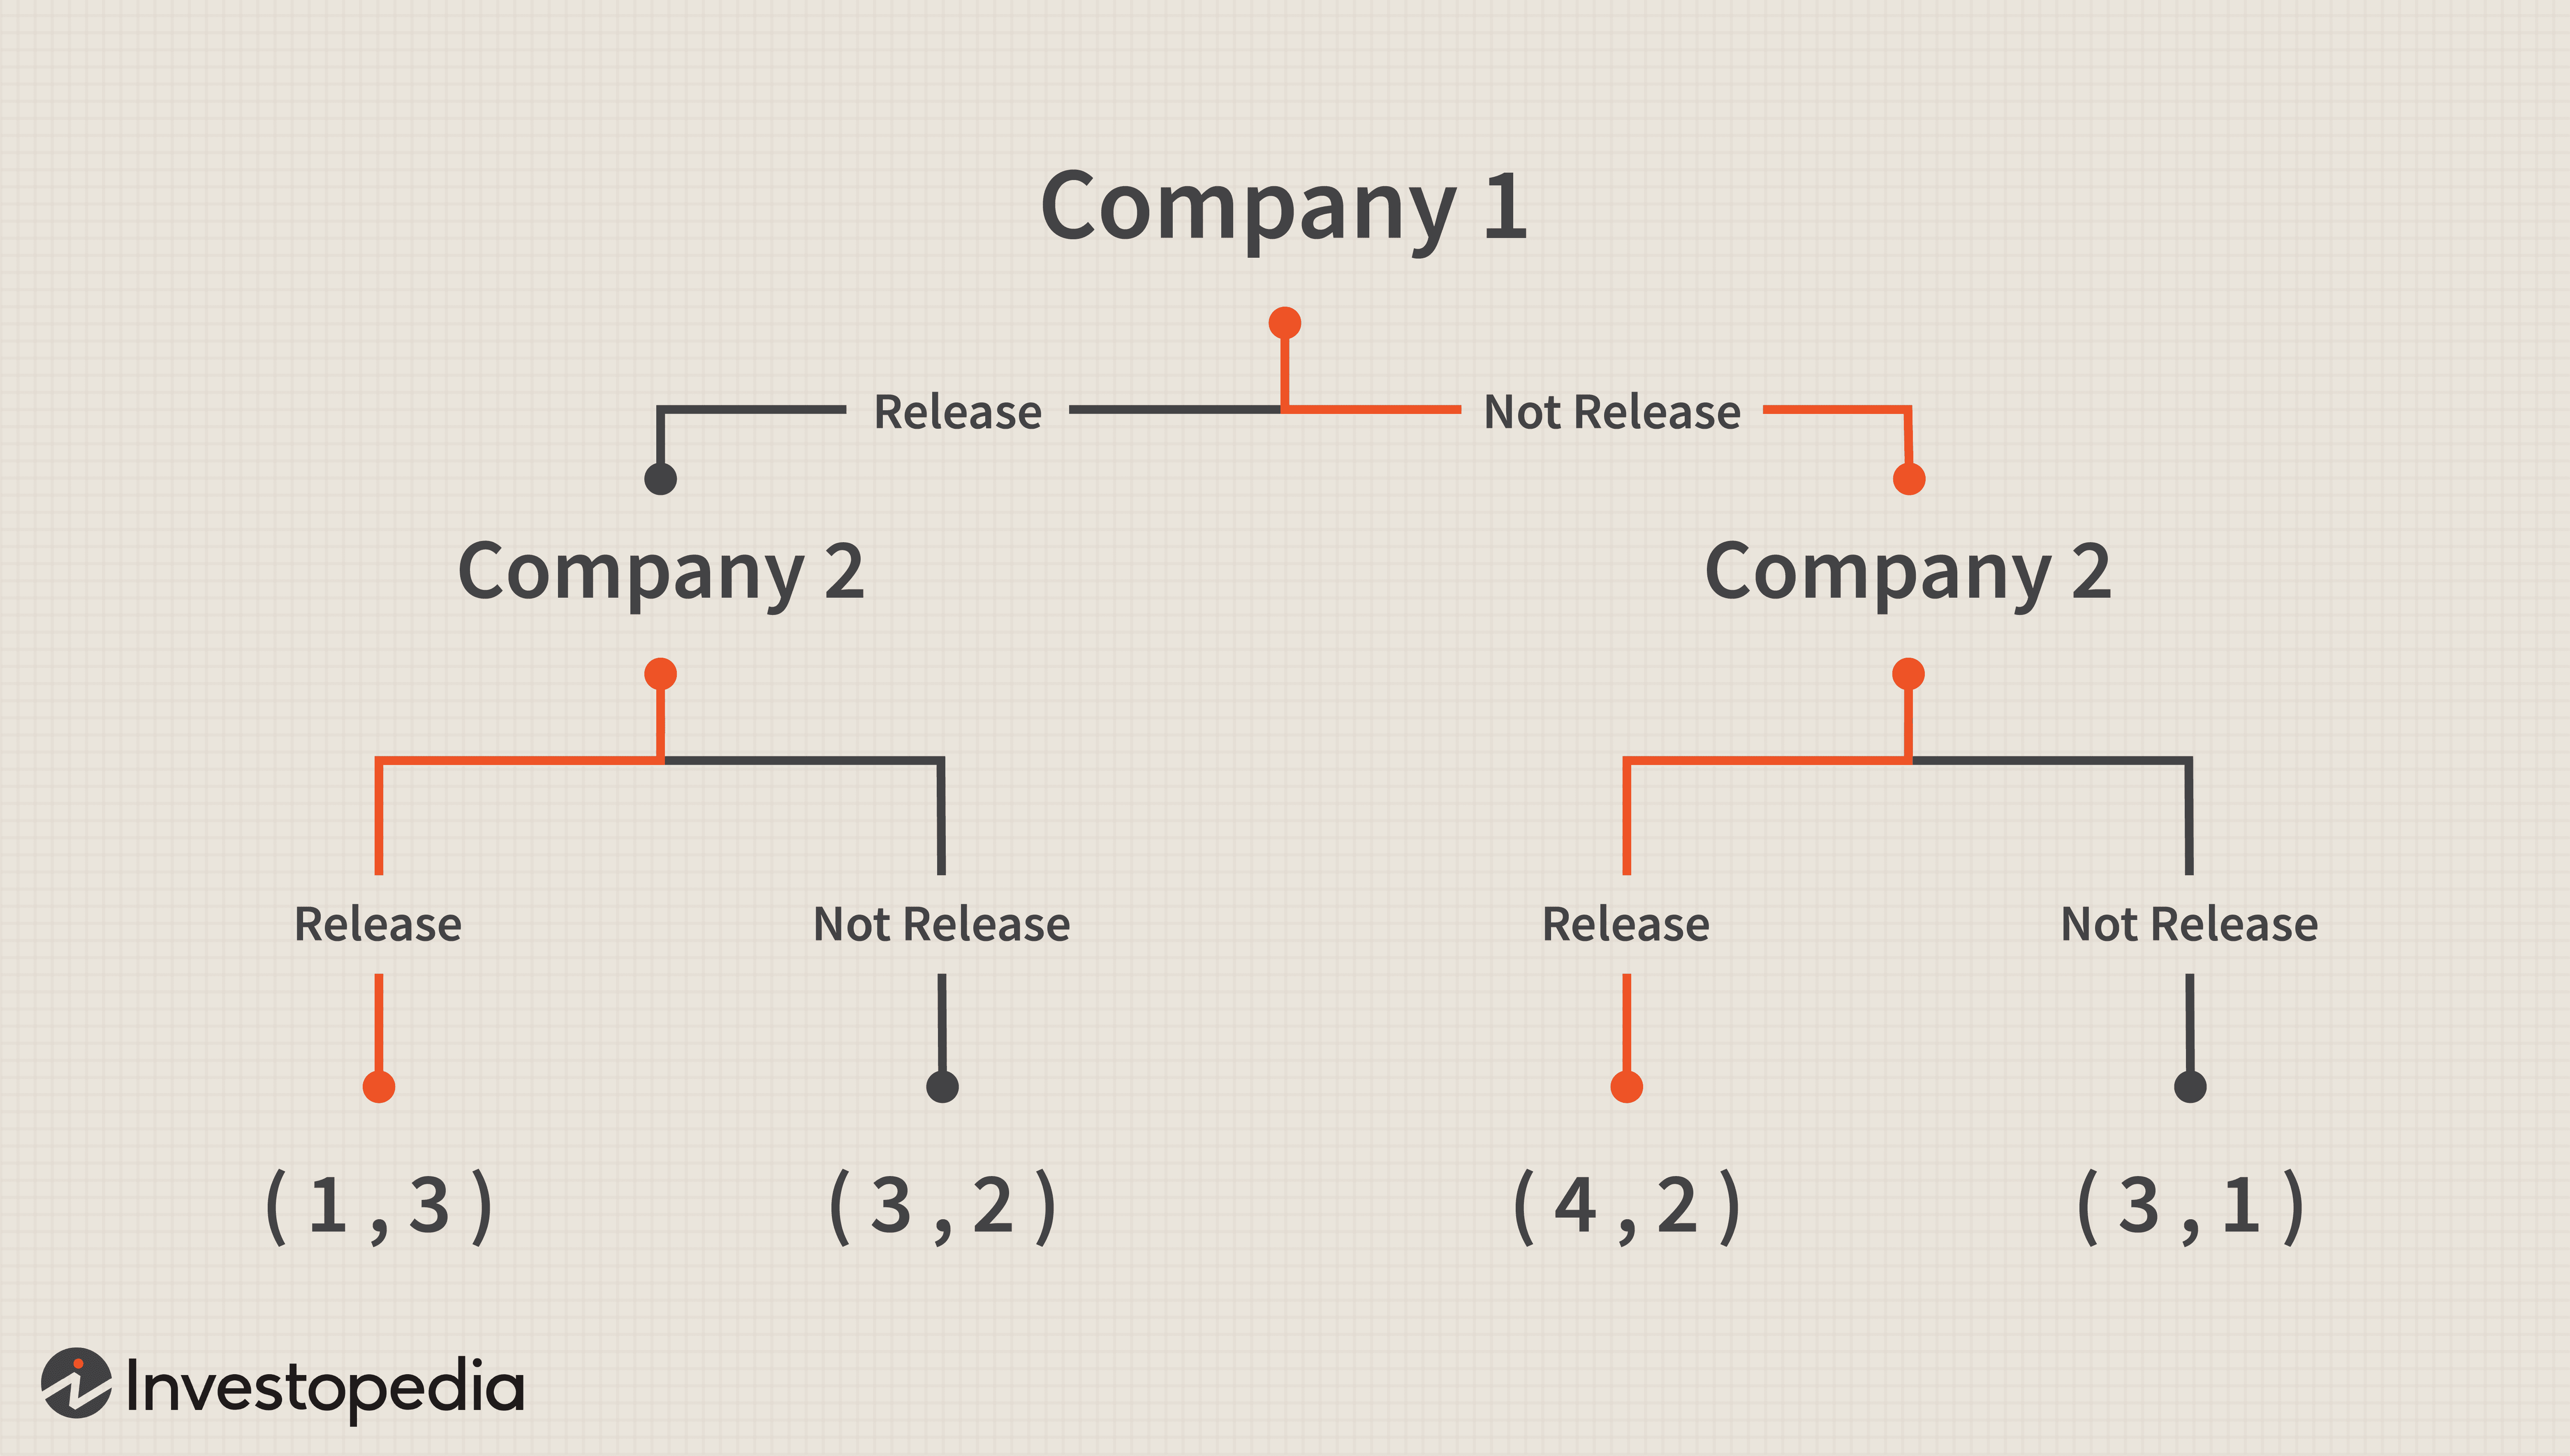 Company 1
Release
Not Release
Company 2
Company 2
Release
Not Release
Release
Not Release
(1,3)
(3,2)
(4,2)
(3,1)
Investopedia